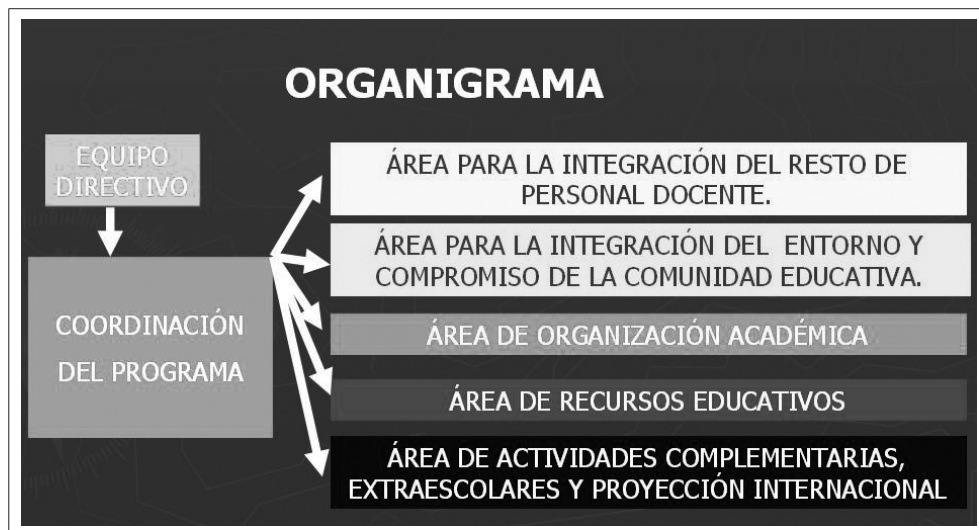 ORGANIGRAMA
EQUIPO
DIRECTIVO
COORDINACIÓN
DEL PROGRAMA
ÁREA PARA LA INTEGRACIÓN DEL RESTO DE
PERSONAL DOCENTE.
ÁREA PARA LA INTEGRACIÓN DEL ENTORNO Y
COMPROMISO DE LA COMUNIDAD EDUCATIVA.
ÁREA DE ORGANIZACIÓN ACADÉMICA
ÁREA DE RECURSOS EDUCATIVOS
ÁREA DE ACTIVIDADES COMPLEMENTARIAS,
EXTRAESCOLARES Y PROYECCIÓN INTERNACIONAL